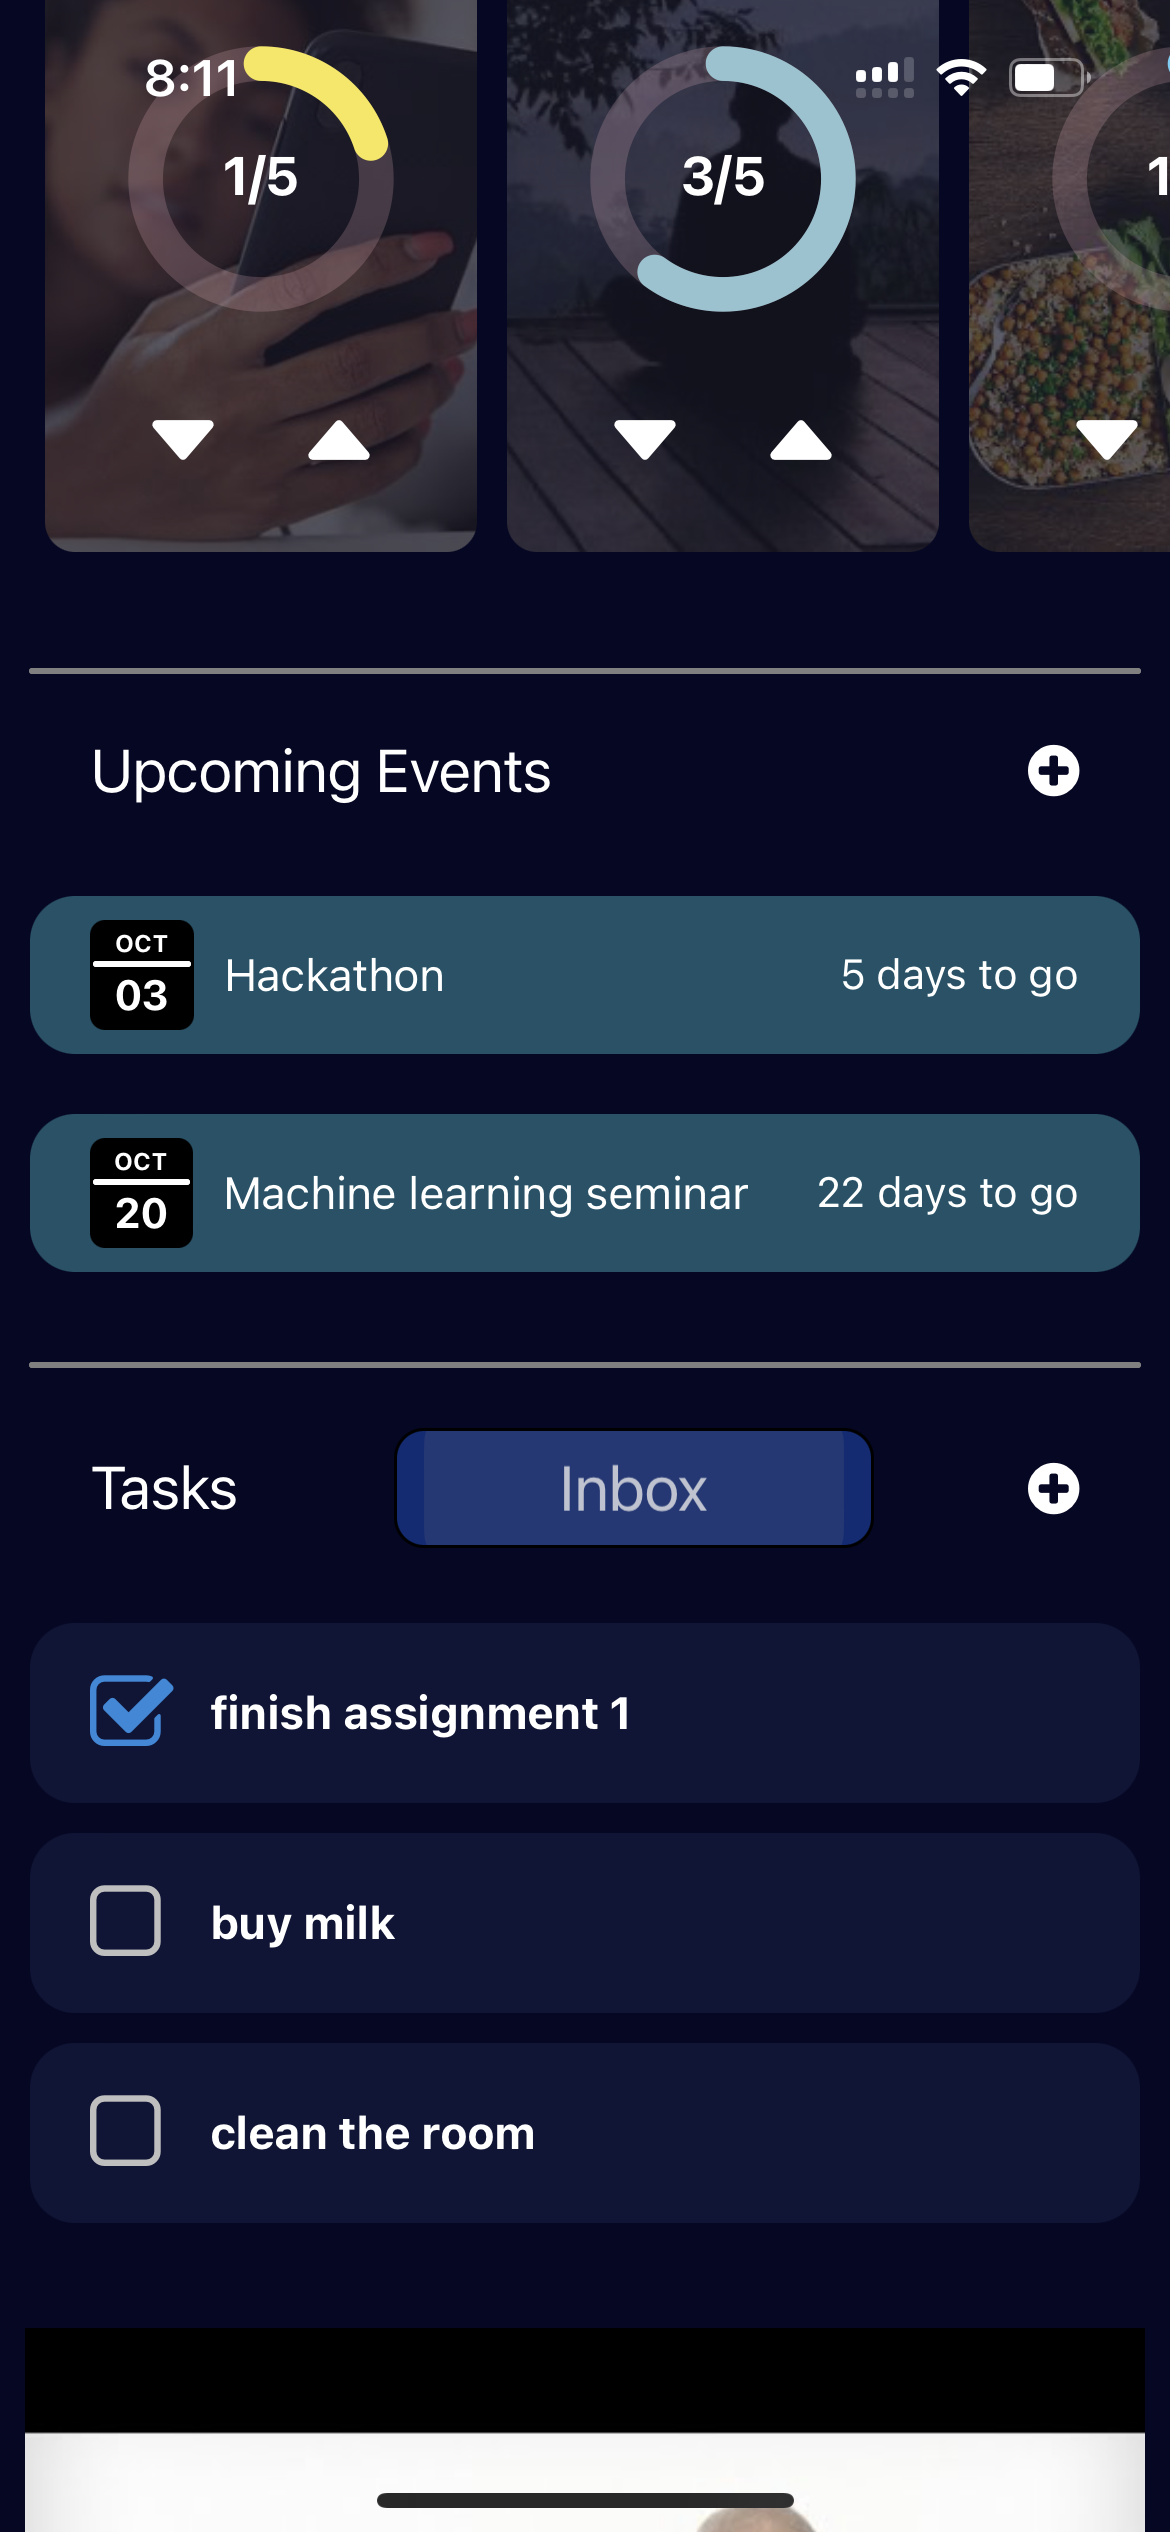 8:11
1/5
3/5
1
Upcoming Events
OCT
03
Hackathon
5 days to go
OCT
20
Machine learning seminar
22 days to go
Tasks
Inbox
finish assignment 1
buy milk
clean the room